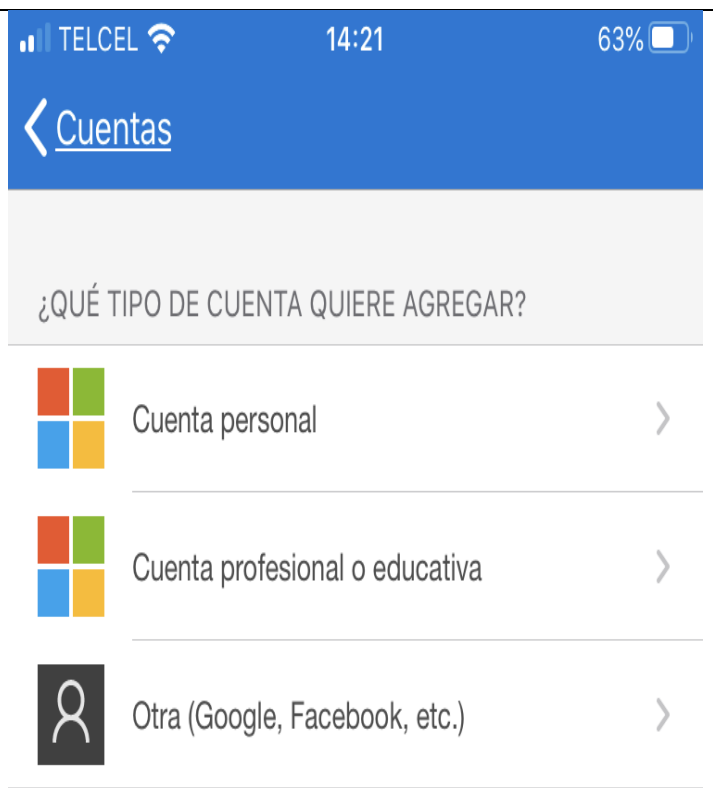 TELCEL 14:21 63%
Cuentas
¿QUÉ TIPO DE CUENTA QUIERE AGREGAR?
Cuenta personal
Cuenta profesional o educativa
Otra (Google, Facebook, etc.)